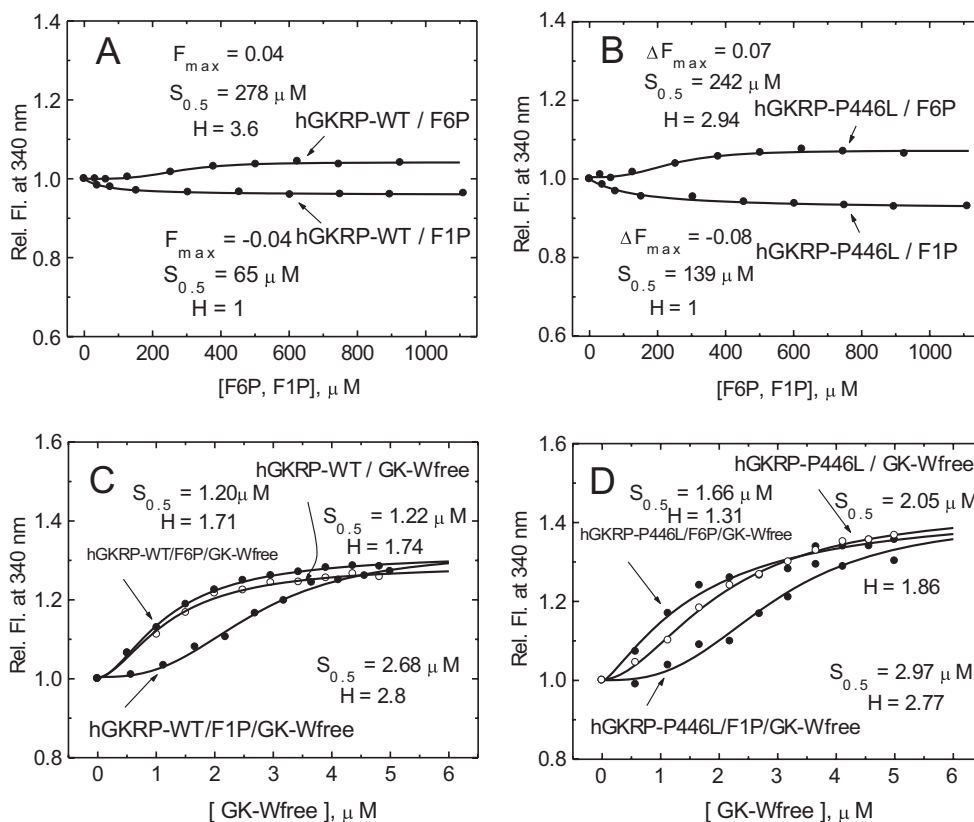 A
F max = 0.04
S 0.5 = 278 μ M
H = 3.6
hGKRP-WT / F6P
hGKRP-WT / F1P
F max = -0.04
S 0.5 = 65 μ M
H = 1
Rel. Fl. at 340 nm
1.4
1.2
1.0
0.8
0.6
0 200 400 600 800 1000
[F6P, F1P], μ M
B
ΔF max = 0.07
S 0.5 = 242 μ M
H = 2.94
hGKRP-P446L / F6P
hGKRP-P446L / F1P
ΔF max = -0.08
S 0.5 = 139 μ M
H = 1
Rel. Fl. at 340 nm
1.4
1.2
1.0
0.8
0.6
0 200 400 600 800 1000
[F6P, F1P], μ M
C
hGKRP-WT / GK-Wfree
S 0.5 = 1.20μ M
H = 1.71
S 0.5 = 1.22 μ M
H = 1.74
hGKRP-WT/F6P/GK-Wfree
S 0.5 = 2.68 μ M
H = 2.8
hGKRP-WT/F1P/GK-Wfree
Rel. Fl. at 340 nm
1.6
1.4
1.2
1.0
0.8
0 1 2 3 4 5 6
[ GK-Wfree ], μ M
D
hGKRP-P446L / GK-Wfree
S 0.5 = 1.66 μ M
H = 1.31
S 0.5 = 2.05 μ M
hGKRP-P446L/F6P/GK-Wfree
H = 1.86
S 0.5 = 2.97 μ M
H = 2.77
hGKRP-P446L/F1P/GK-Wfree
Rel. Fl. at 340 nm
1.6
1.4
1.2
1.0
0.8
0 1 2 3 4 5 6
[ GK-Wfree ], μ M